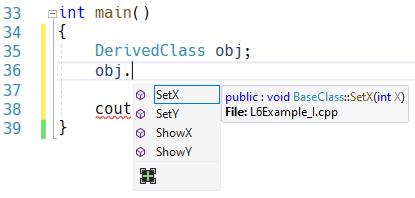 33 int main()
34 {
35 DerivedClass obj;
36 obj.
37 SetX public : void BaseClass::SetX(int X)
38 cout SetY File: L6Example_I.cpp
39 } ShowX
ShowY